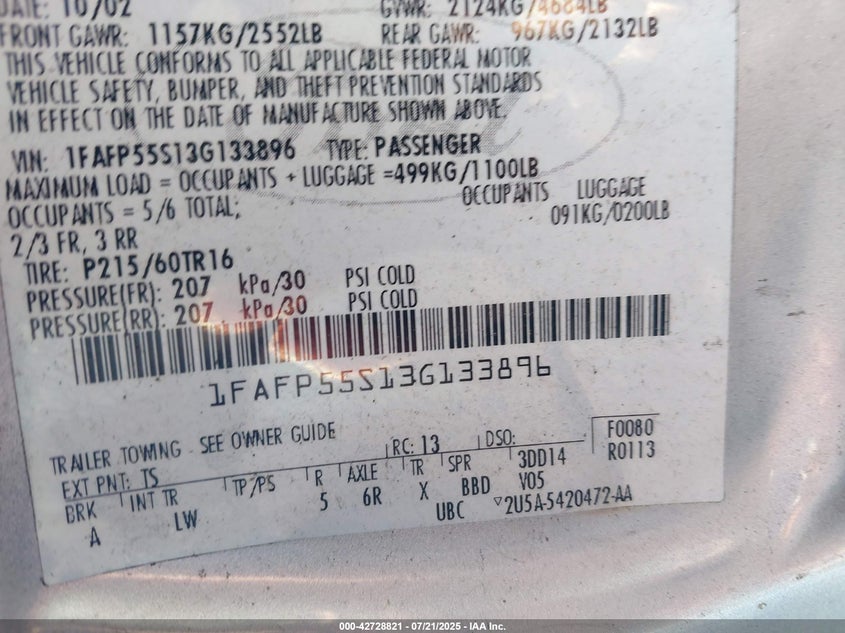 DATE: 10/02 GVWR: 2124KG/4684LB
FRONT GAWR: 1157KG/2552LB REAR GAWR: 967KG/2132LB
THIS VEHICLE CONFORMS TO ALL APPLICABLE FEDERAL MOTOR
VEHICLE SAFETY, BUMPER, AND THEFT PREVENTION STANDARDS
IN EFFECT ON THE DATE OF MANUFACTURE SHOWN ABOVE.
VIN: 1FAFP55S13G133896 TYPE: PASSENGER
MAXIMUM LOAD = OCCUPANTS + LUGGAGE =499KG/1100LB
OCCUPANTS = 5/6 TOTAL; OCCUPANTS LUGGAGE
2/3 FR, 3 RR 091KG/0200LB
TIRE: P215/60TR16
PRESSURE(FR): 207 kPa/30 PSI COLD
PRESSURE(RR): 207 kPa/30 PSI COLD
1FAFP55S13G133896
TRAILER TOWING - SEE OWNER GUIDE
EXT PNT: TS RC: 13 DSO: F0080
BRK INT TR TP/PS R AXLE TR SPR 3DD14 R0113
A LW 5 6R X BBD V05
UBC 2U5A-5420472-AA
000-42728821 - 07/21/2025 - IAA Inc.